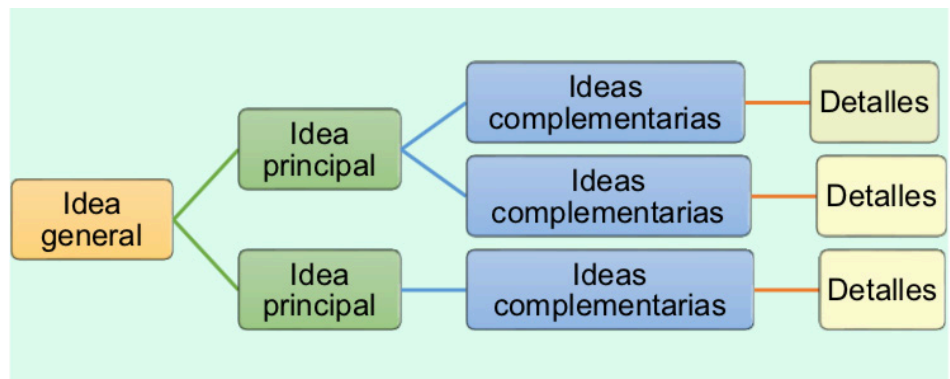 Idea
general
Idea
principal
Ideas
complementarias
Detalles
Ideas
complementarias
Detalles
Idea
principal
Ideas
complementarias
Detalles